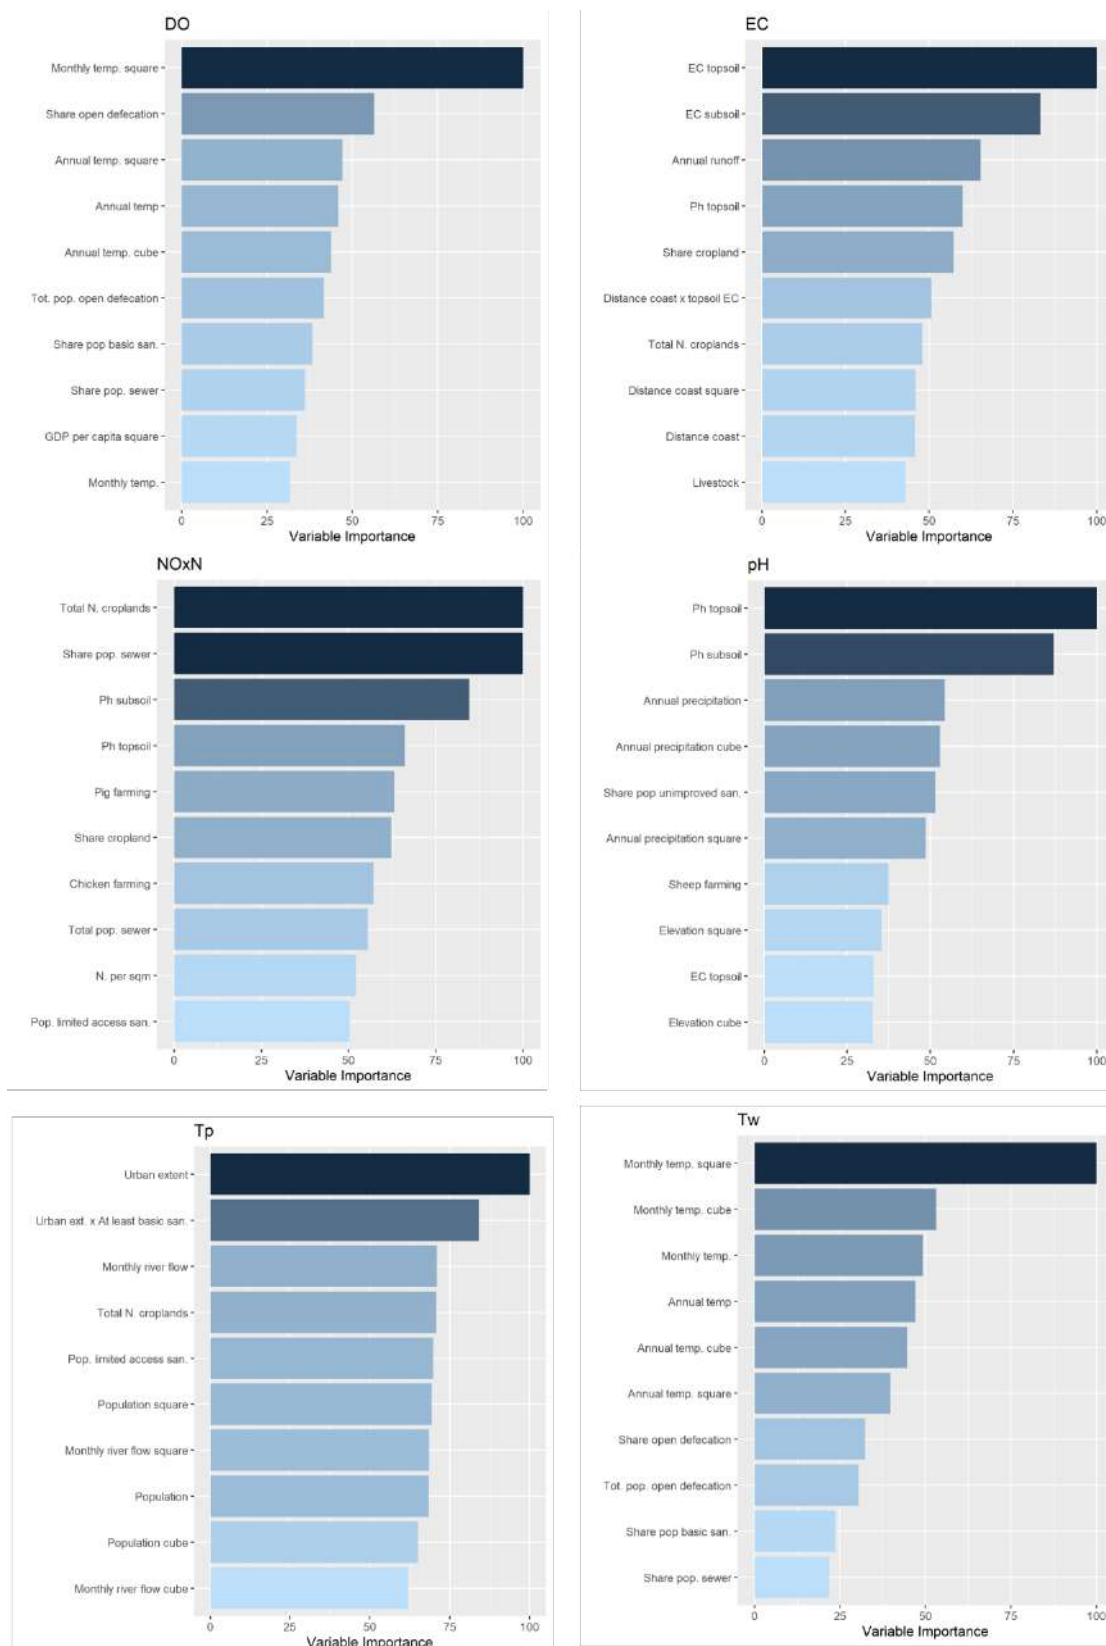 DO
Monthly temp. square
Share open defecation
Annual temp. square
Annual temp
Annual temp. cube
Tot. pop. open defecation
Share pop basic san.
Share pop. sewer
GDP per capita square
Monthly temp.
0 25 50 75 100
Variable Importance
EC
EC topsoil
EC subsoil
Annual runoff
Ph topsoil
Share cropland
Distance coast x topsoil EC
Total N. croplands
Distance coast square
Distance coast
Livestock
0 25 50 75 100
Variable Importance
NOxN
Total N. croplands
Share pop. sewer
Ph subsoil
Ph topsoil
Pig farming
Share cropland
Chicken farming
Total pop. sewer
N. per sqm
Pop. limited access san.
0 25 50 75 100
Variable Importance
pH
Ph topsoil
Ph subsoil
Annual precipitation
Annual precipitation cube
Share pop unimproved san.
Annual precipitation square
Sheep farming
Elevation square
EC topsoil
Elevation cube
0 25 50 75 100
Variable Importance
Tp
Urban extent
Urban ext. x At least basic san.
Monthly river flow
Total N. croplands
Pop. limited access san.
Population square
Monthly river flow square
Population
Population cube
Monthly river flow cube
0 25 50 75 100
Variable Importance
Tw
Monthly temp. square
Monthly temp. cube
Monthly temp.
Annual temp
Annual temp. cube
Annual temp. square
Share open defecation
Tot. pop. open defecation
Share pop basic san.
Share pop. sewer
0 25 50 75 100
Variable Importance